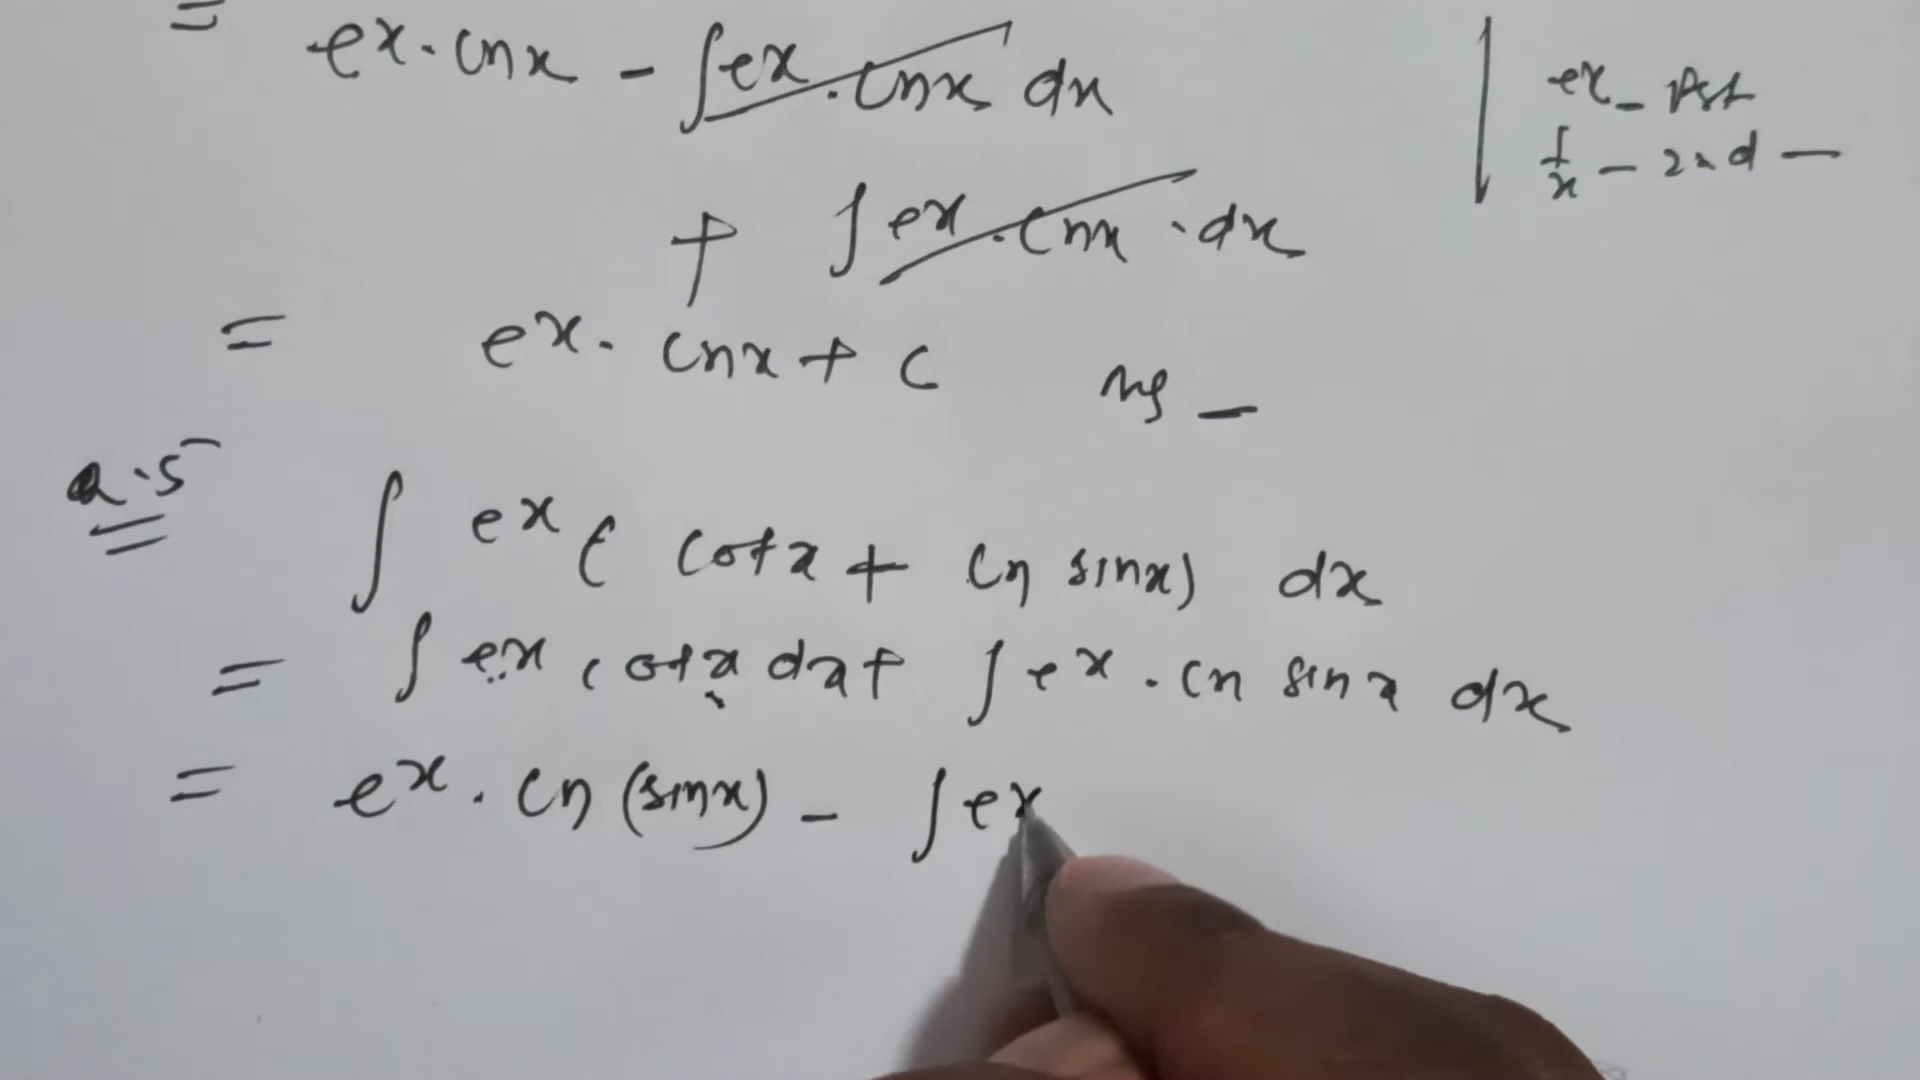 = eˣ · lnx - ∫eˣ · lnx dx
eˣ - Ist
1/x - 2nd -
+ ∫eˣ · lnx · dx
= eˣ · lnx + C
Q·5
∫ eˣ ( cotx + ln sinx) dx
= ∫ eˣ cotx dx + ∫ eˣ · ln sinx dx
= eˣ · ln (sinx) - ∫ eˣ